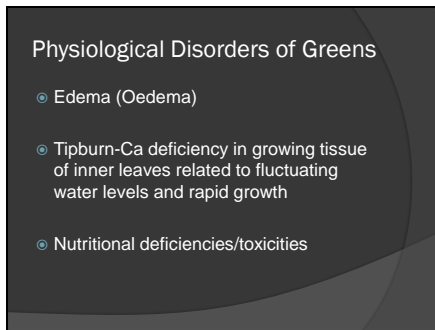 Physiological Disorders of Greens
Edema (Oedema)
Tipburn-Ca deficiency in growing tissue
of inner leaves related to fluctuating
water levels and rapid growth
Nutritional deficiencies/toxicities